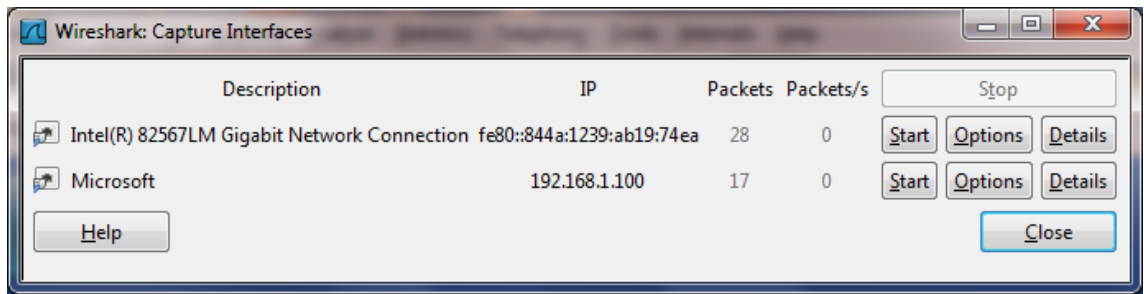 Wireshark: Capture Interfaces
Description IP Packets Packets/s Stop
Intel(R) 82567LM Gigabit Network Connection fe80::844a:1239:ab19:74ea 28 0 Start Options Details
Microsoft 192.168.1.100 17 0 Start Options Details
Help Close